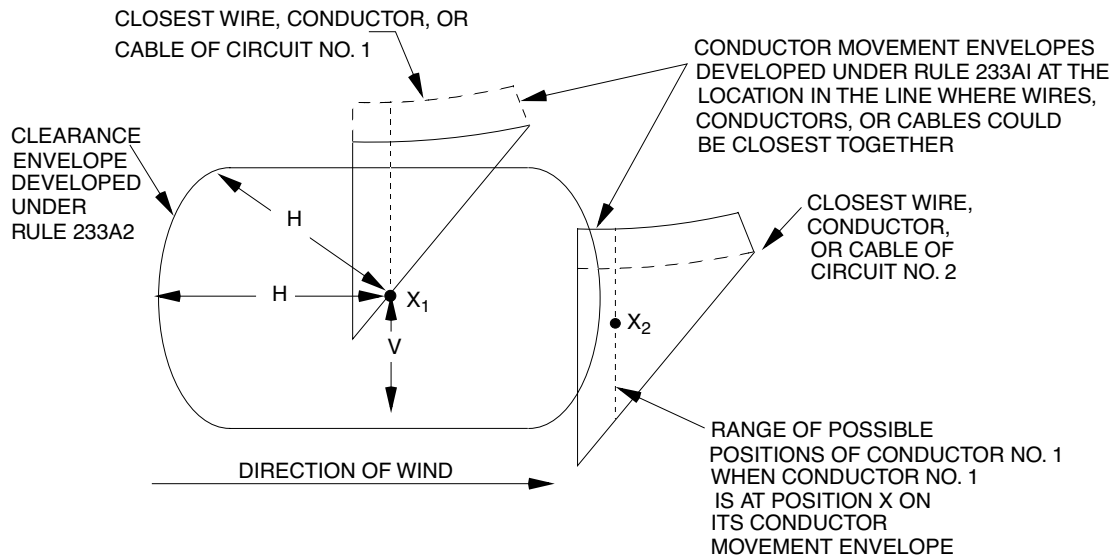 CLOSEST WIRE, CONDUCTOR, OR
CABLE OF CIRCUIT NO. 1
CONDUCTOR MOVEMENT ENVELOPES
DEVELOPED UNDER RULE 233AI AT THE
LOCATION IN THE LINE WHERE WIRES,
CONDUCTORS, OR CABLES COULD
BE CLOSEST TOGETHER
CLEARANCE
ENVELOPE
DEVELOPED
UNDER
RULE 233A2
CLOSEST WIRE,
CONDUCTOR,
OR CABLE OF
CIRCUIT NO. 2
H
H
X1
V
X2
DIRECTION OF WIND
RANGE OF POSSIBLE
POSITIONS OF CONDUCTOR NO. 1
WHEN CONDUCTOR NO. 1
IS AT POSITION X ON
ITS CONDUCTOR
MOVEMENT ENVELOPE